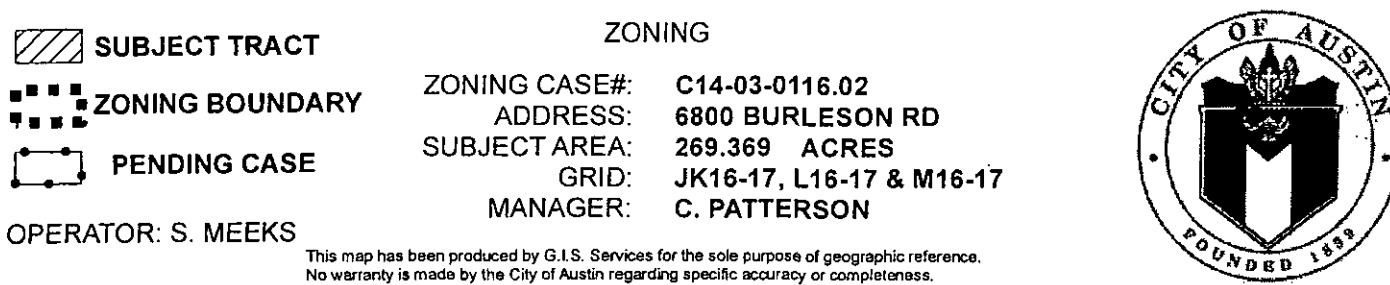 ZONING
SUBJECT TRACT
ZONING BOUNDARY
PENDING CASE
OPERATOR: S. MEEKS
ZONING CASE#: C14-03-0116.02
ADDRESS: 6800 BURLESON RD
SUBJECT AREA: 269.369 ACRES
GRID: JK16-17, L16-17 & M16-17
MANAGER: C. PATTERSON
This map has been produced by G.I.S. Services for the sole purpose of geographic reference.
No warranty is made by the City of Austin regarding specific accuracy or completeness.
CITY OF AUSTIN
FOUNDED 1839